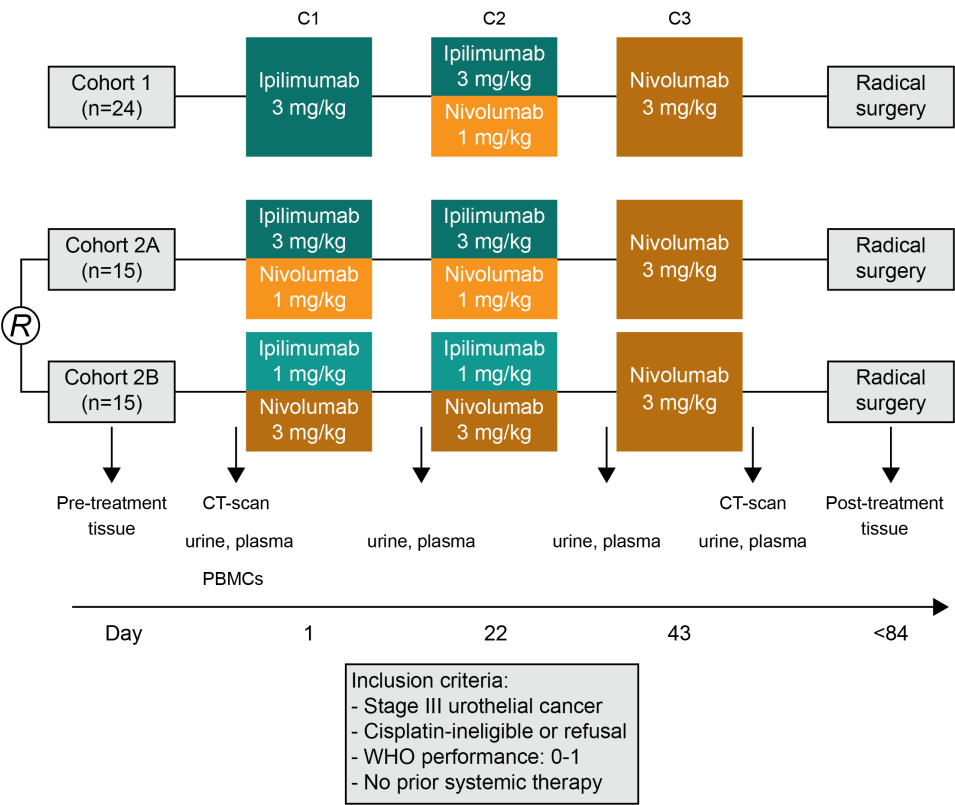 C1
C2
C3
Cohort 1
(n=24)
Ipilimumab
3 mg/kg
Ipilimumab
3 mg/kg
Nivolumab
1 mg/kg
Nivolumab
3 mg/kg
Radical
surgery
R
Cohort 2A
(n=15)
Ipilimumab
3 mg/kg
Nivolumab
1 mg/kg
Ipilimumab
3 mg/kg
Nivolumab
1 mg/kg
Nivolumab
3 mg/kg
Radical
surgery
Cohort 2B
(n=15)
Ipilimumab
1 mg/kg
Nivolumab
3 mg/kg
Ipilimumab
1 mg/kg
Nivolumab
3 mg/kg
Nivolumab
3 mg/kg
Radical
surgery
Pre-treatment
tissue
CT-scan
urine, plasma
PBMCs
urine, plasma
urine, plasma
CT-scan
urine, plasma
Post-treatment
tissue
Day
1
22
43
<84
Inclusion criteria:
- Stage III urothelial cancer
- Cisplatin-ineligible or refusal
- WHO performance: 0-1
- No prior systemic therapy